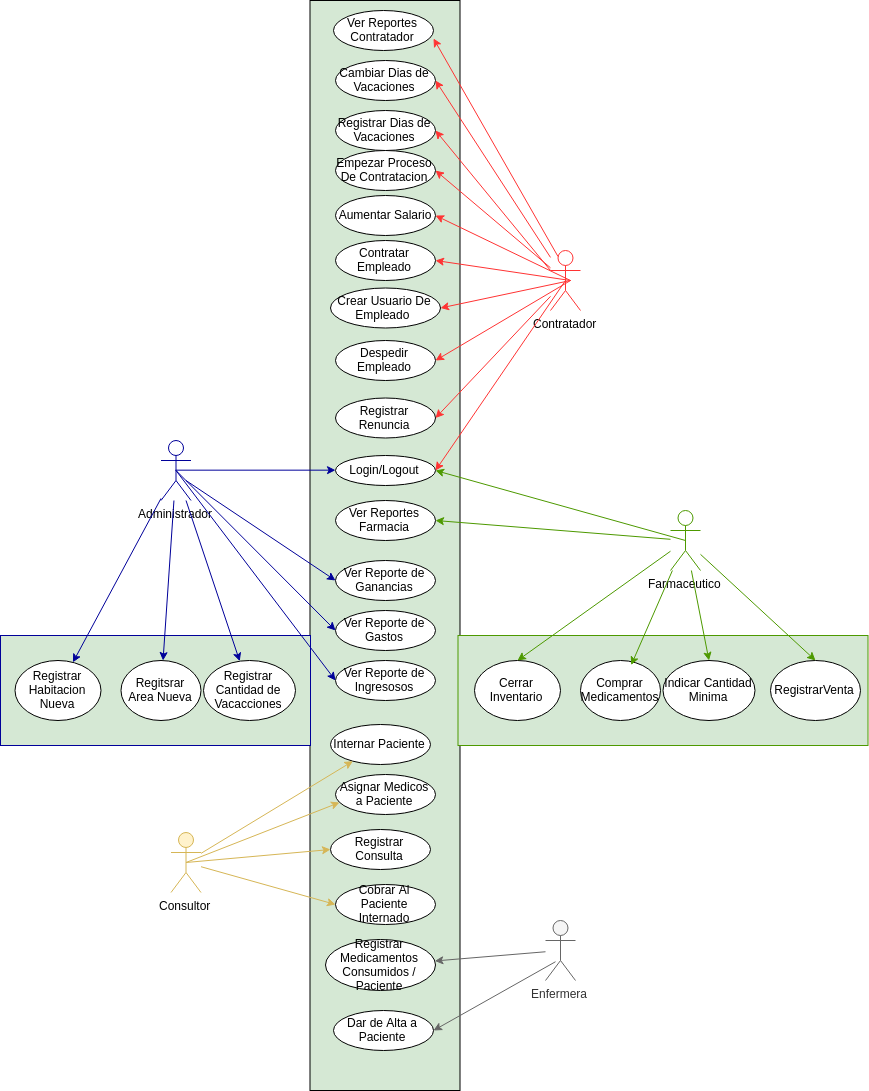 Ver Reportes
Contratador
Cambiar Dias de
Vacaciones
Registrar Dias de
Vacaciones
Empezar Proceso
De Contratacion
Aumentar Salario
Contratar
Empleado
Crear Usuario De
Empleado
Contratador
Despedir
Empleado
Registrar
Renuncia
Login/Logout
Administrador
Ver Reportes
Farmacia
Farmaceutico
Ver Reporte de
Ganancias
Ver Reporte de
Gastos
Ver Reporte de
Ingresosos
Registrar
Habitacion
Nueva
Regitsrar
Area Nueva
Registrar
Cantidad de
Vacacciones
Cerrar
Inventario
Comprar
Medicamentos
Indicar Cantidad
Minima
RegistrarVenta
Internar Paciente
Asignar Medicos
a Paciente
Registrar
Consulta
Consultor
Cobrar Al
Paciente
Internado
Registrar
Medicamentos
Consumidos /
Paciente
Enfermera
Dar de Alta a
Paciente